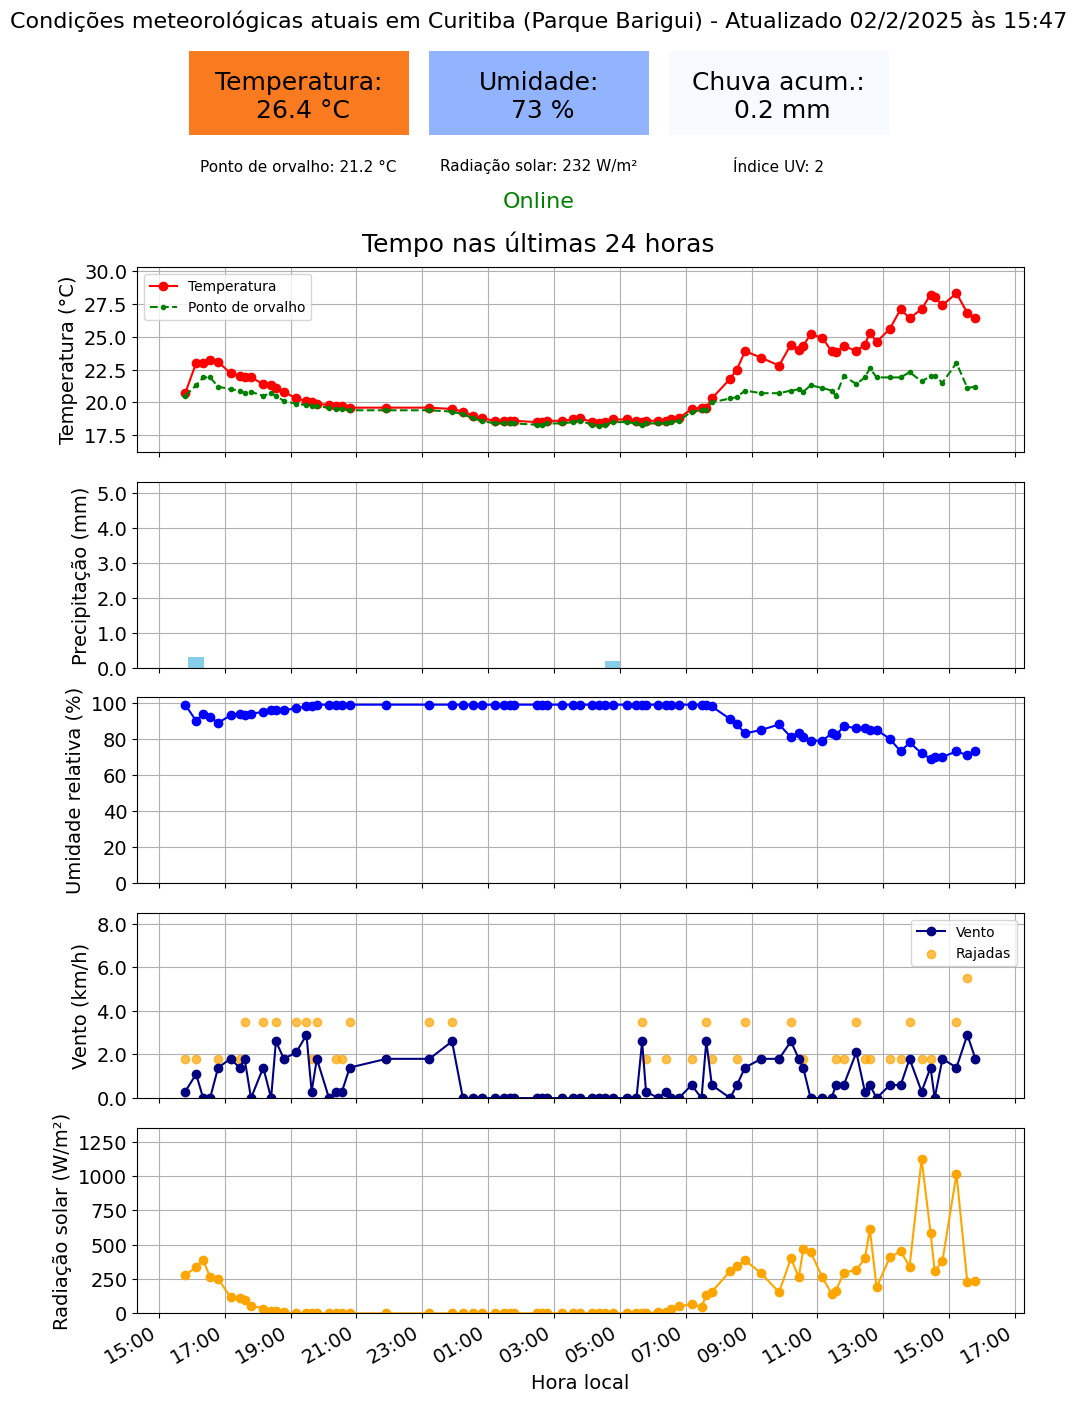 Condições meteorológicas atuais em Curitiba (Parque Barigui) - Atualizado 02/2/2025 às 15:47
Temperatura:
26.4 °C
Umidade:
73 %
Chuva acum.:
0.2 mm
Ponto de orvalho: 21.2 °C
Radiação solar: 232 W/m²
Índice UV: 2
Online
Tempo nas últimas 24 horas
Temperatura (°C)
30.0
27.5
25.0
22.5
20.0
17.5
Temperatura
Ponto de orvalho
Precipitação (mm)
5.0
4.0
3.0
2.0
1.0
0.0
Umidade relativa (%)
100
80
60
40
20
0
Vento (km/h)
8.0
6.0
4.0
2.0
0.0
Vento
Rajadas
Radiação solar (W/m²)
1250
1000
750
500
250
0
15:00
17:00
19:00
21:00
23:00
01:00
03:00
05:00
07:00
09:00
11:00
13:00
15:00
17:00
Hora local